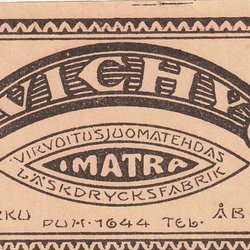 VICHY
VIRVOITUSJUOMATEHDAS
IMATRA
LÄSKDRYCKSFABRIK
PUH. 1644 TEL.